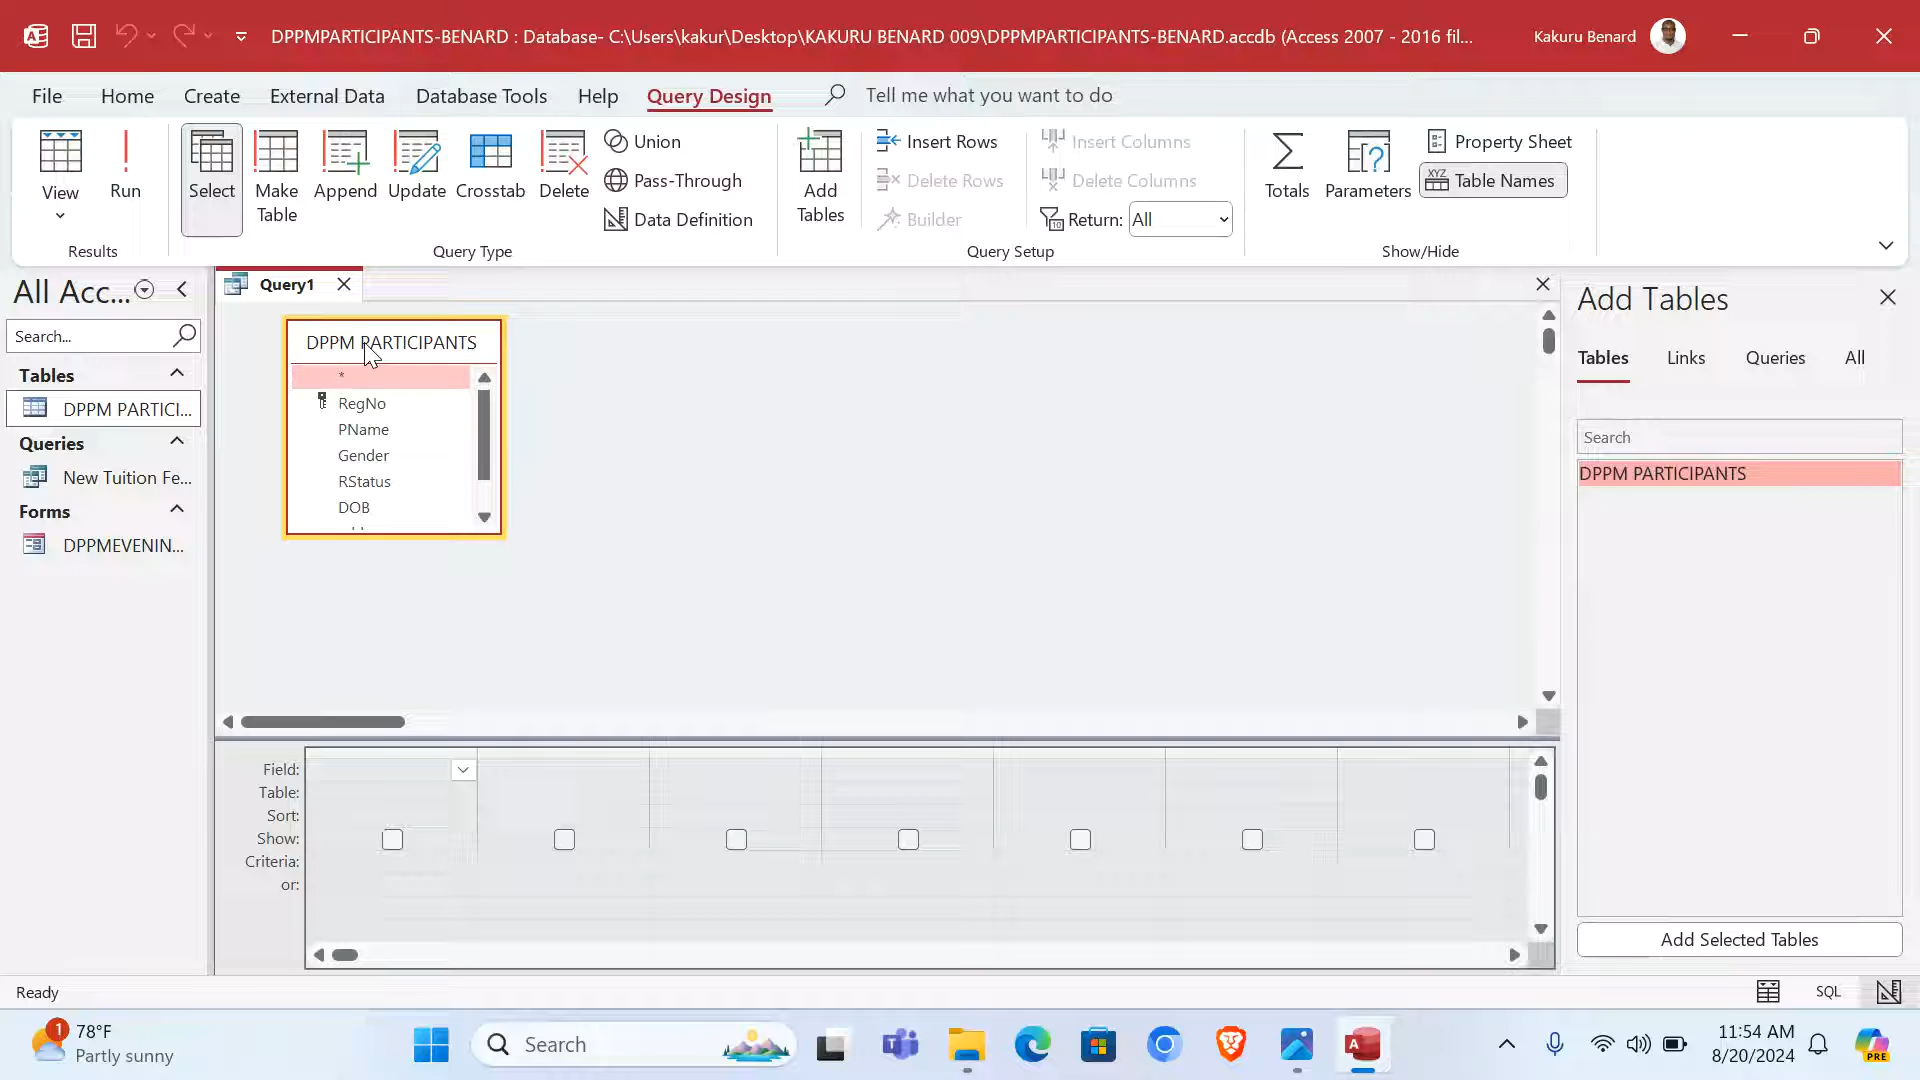 DPPMPARTICIPANTS-BENARD : Database- C:\Users\kakur\Desktop\KAKURU BENARD 009\DPPMPARTICIPANTS-BENARD.accdb (Access 2007 - 2016 fil...
Kakuru Benard
File Home Create External Data Database Tools Help Query Design Tell me what you want to do
View
Run
Select
Make Table
Append
Update
Crosstab
Delete
Union
Pass-Through
Data Definition
Add Tables
Insert Rows
Delete Rows
Builder
Insert Columns
Delete Columns
Return: All
Totals
Parameters
Property Sheet
XYZ Table Names
Results
Query Type
Query Setup
Show/Hide
All Acc...
Search...
Tables
DPPM PARTICI...
Queries
New Tuition Fe...
Forms
DPPMEVENIN...
Query1
DPPM PARTICIPANTS
*
RegNo
PName
Gender
RStatus
DOB
Field:
Table:
Sort:
Show:
Criteria:
or:
Add Tables
Tables Links Queries All
Search
DPPM PARTICIPANTS
Add Selected Tables
Ready
SQL
1
78°F
Partly sunny
Search
PRE
11:54 AM
8/20/2024